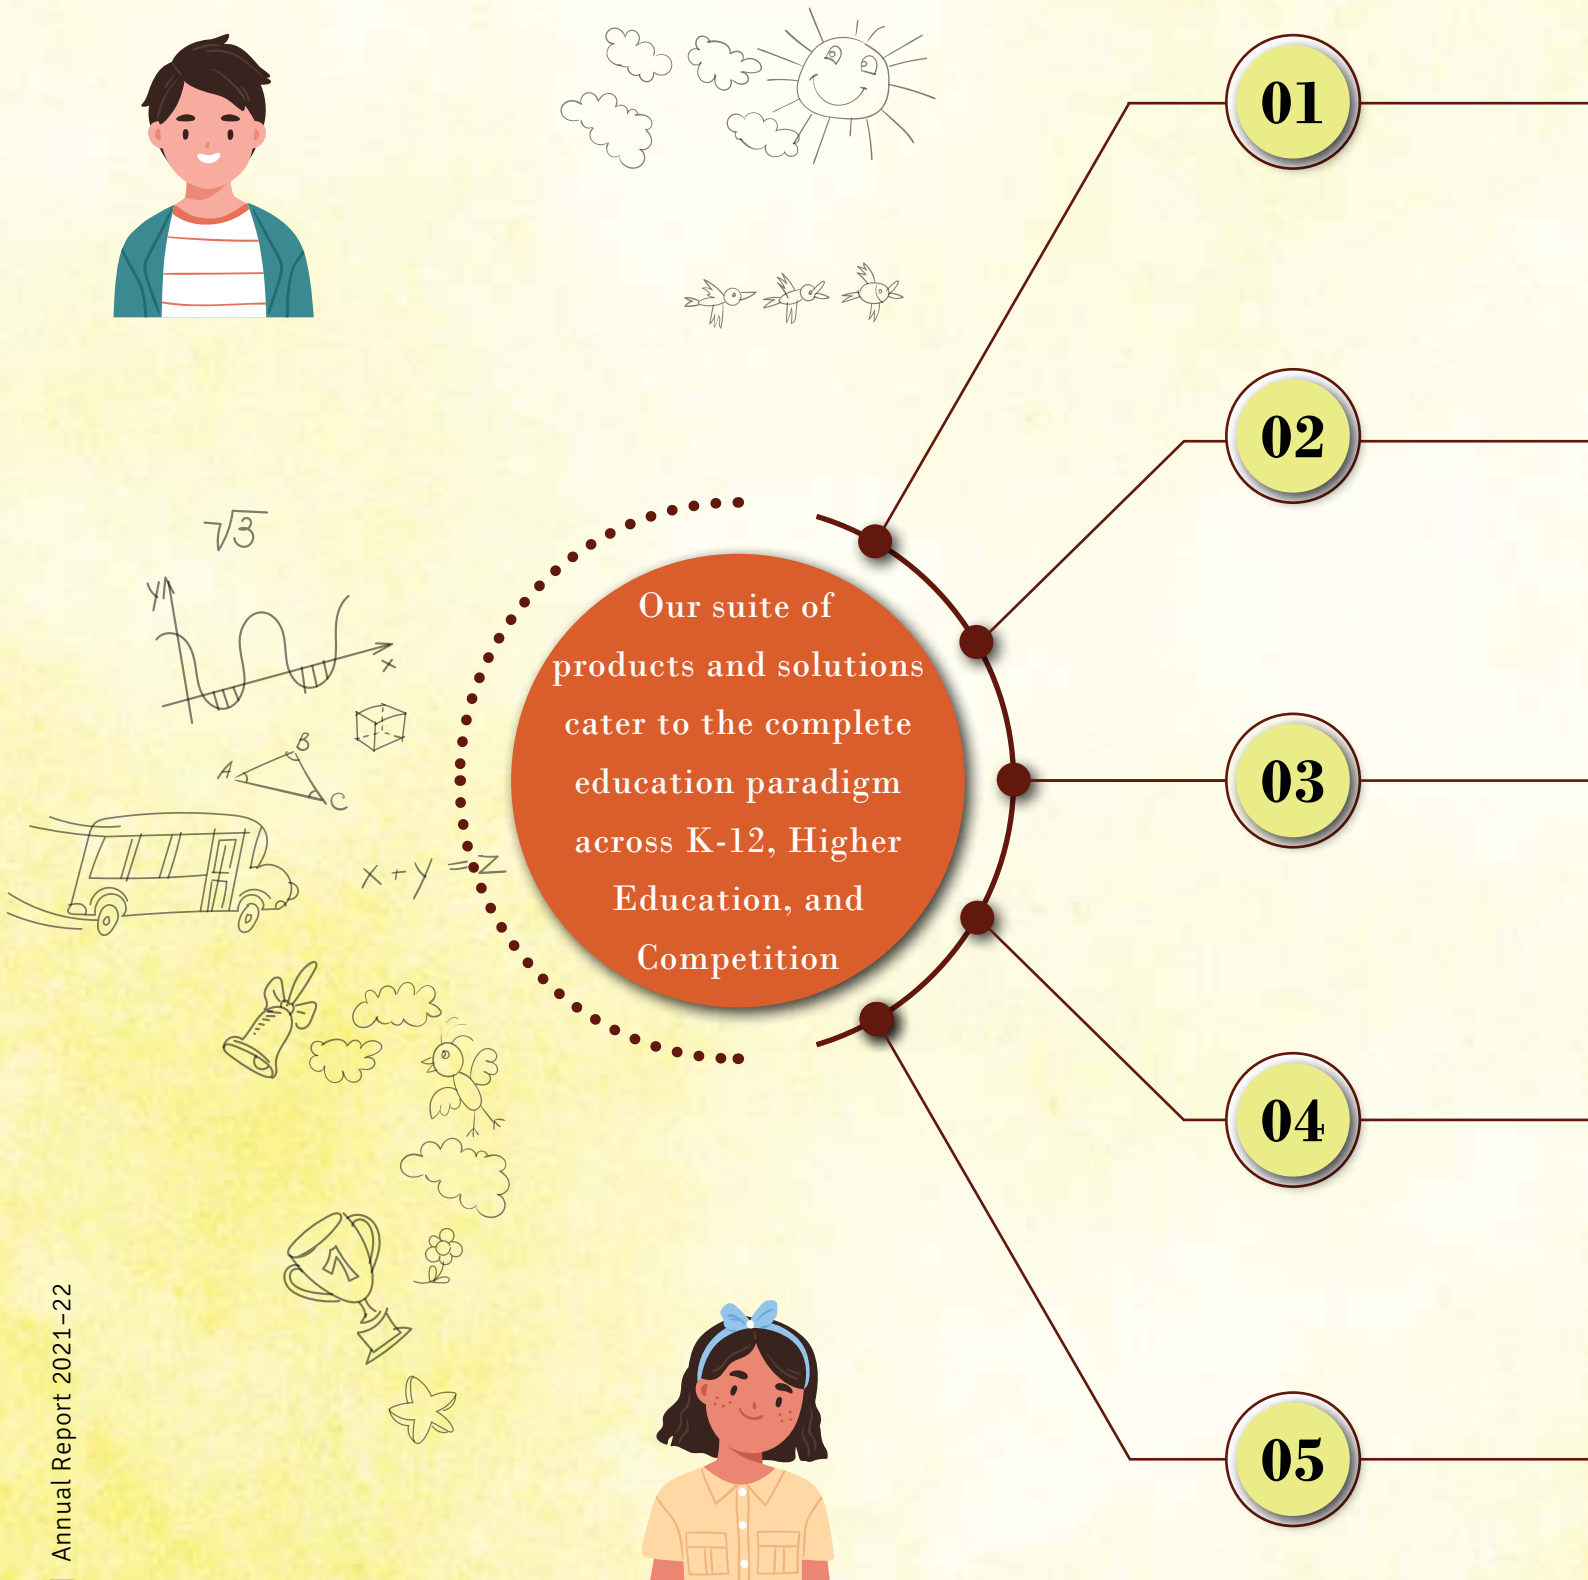 01
02
√3
Y
x
Our suite of
products and solutions
cater to the complete
education paradigm
across K-12, Higher
Education, and
Competition
03
B
A
C
x + y = z
04
1
05
Annual Report 2021-22